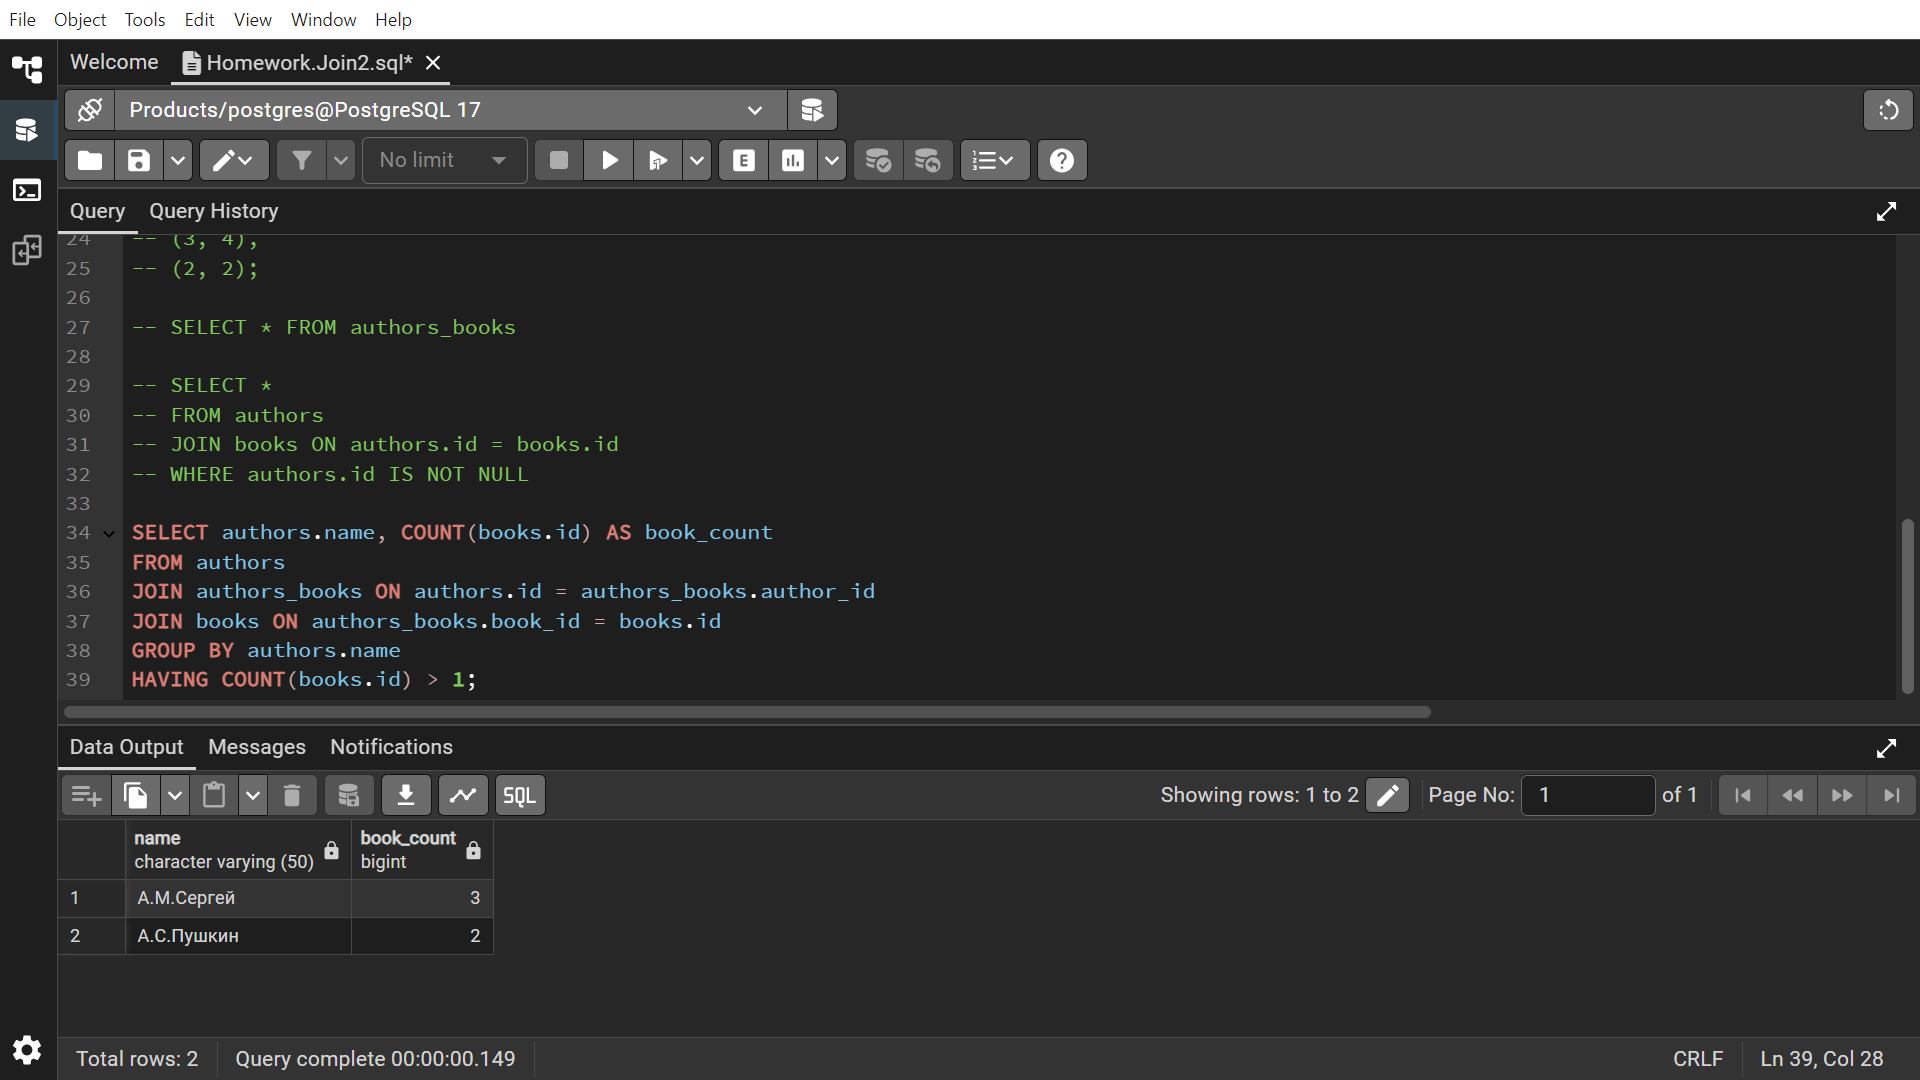 File Object Tools Edit View Window Help
Welcome Homework.Join2.sql*
Products/postgres@PostgreSQL 17
No limit
Query Query History
24 -- (3, 4),
25 -- (2, 2);
26
27 -- SELECT * FROM authors_books
28
29 -- SELECT *
30 -- FROM authors
31 -- JOIN books ON authors.id = books.id
32 -- WHERE authors.id IS NOT NULL
33
34 SELECT authors.name, COUNT(books.id) AS book_count
35 FROM authors
36 JOIN authors_books ON authors.id = authors_books.author_id
37 JOIN books ON authors_books.book_id = books.id
38 GROUP BY authors.name
39 HAVING COUNT(books.id) > 1;
Data Output Messages Notifications
SQL Showing rows: 1 to 2 Page No: 1 of 1
name book_count
character varying (50) bigint
1 А.М.Сергей 3
2 А.С.Пушкин 2
Total rows: 2 Query complete 00:00:00.149 CRLF Ln 39, Col 28